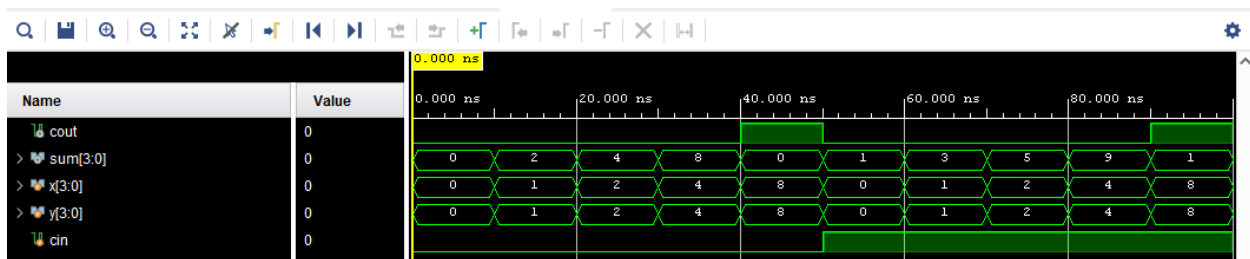 0.000 ns
Name Value 0.000 ns 20.000 ns 40.000 ns 60.000 ns 80.000 ns
cout 0
> sum[3:0] 0 0 2 4 8 0 1 3 5 9 1
> x[3:0] 0 0 1 2 4 8 0 1 2 4 8
> y[3:0] 0 0 1 2 4 8 0 1 2 4 8
cin 0